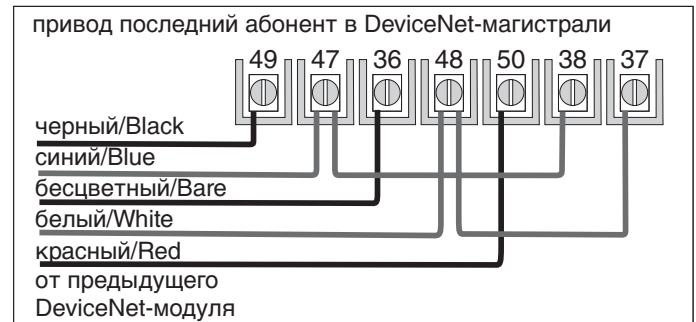 привод последний абонент в DeviceNet-магистрали
49 47 36 48 50 38 37
черный/Black
синий/Blue
бесцветный/Bare
белый/White
красный/Red
от предыдущего
DeviceNet-модуля